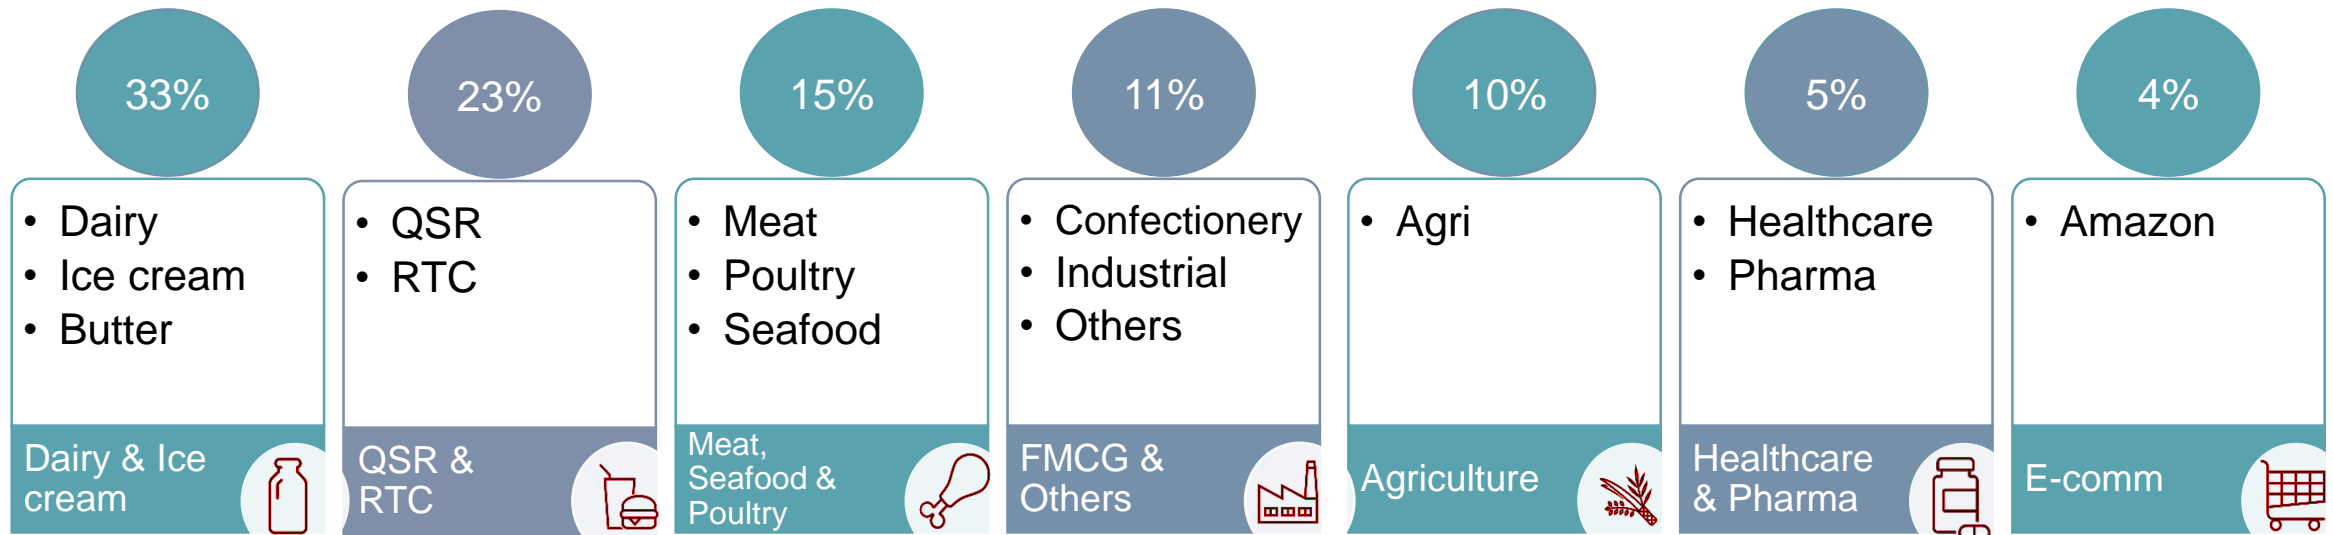 33%
• Dairy
• Ice cream
• Butter
Dairy & Ice
cream
23%
• QSR
• RTC
QSR &
RTC
15%
• Meat
• Poultry
• Seafood
Meat,
Seafood &
Poultry
11%
• Confectionery
• Industrial
• Others
FMCG &
Others
10%
• Agri
Agriculture
5%
• Healthcare
• Pharma
Healthcare
& Pharma
4%
• Amazon
E-comm